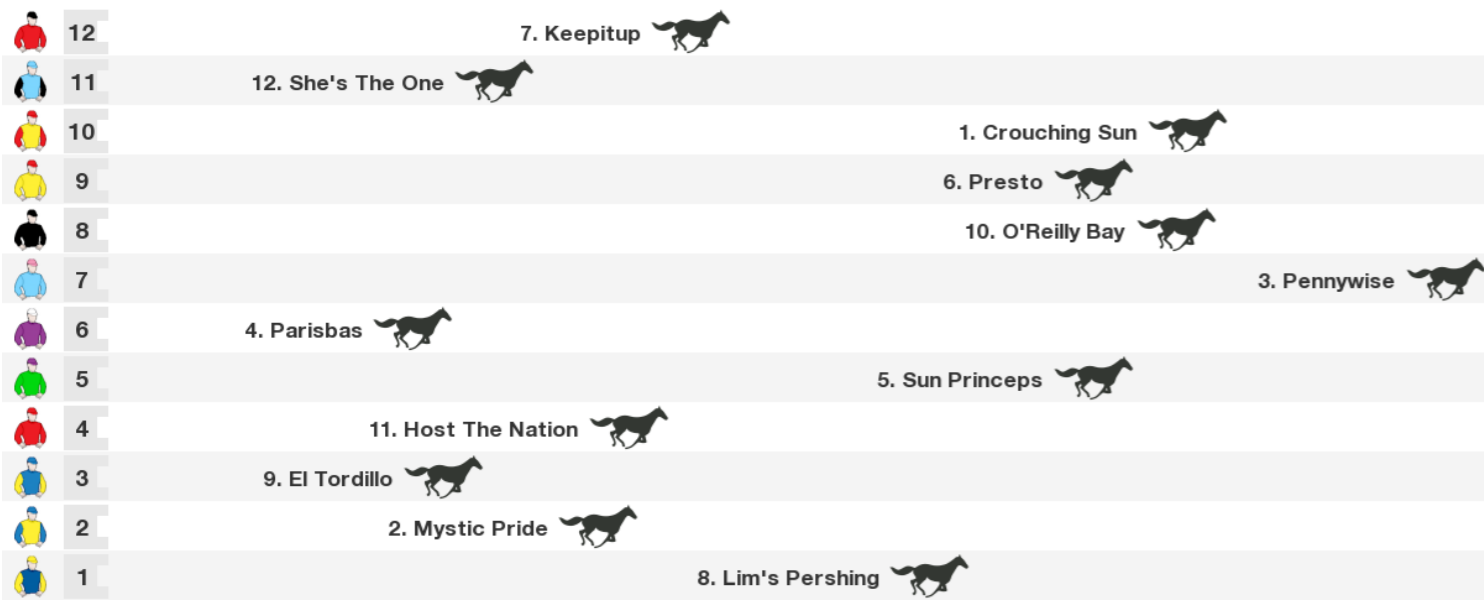 12 7. Keepitup
11 12. She's The One
10 1. Crouching Sun
9 6. Presto
8 10. O'Reilly Bay
7 3. Pennywise
6 4. Parisbas
5 5. Sun Princeps
4 11. Host The Nation
3 9. El Tordillo
2 2. Mystic Pride
1 8. Lim's Pershing